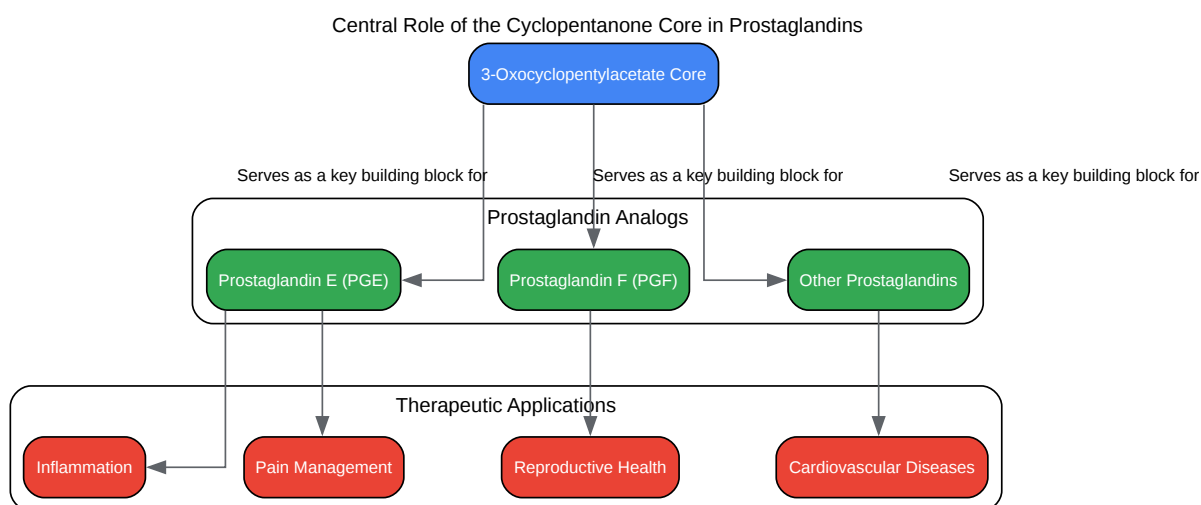 Central Role of the Cyclopentanone Core in Prostaglandins
3-Oxocyclopentylacetate Core
Serves as a key building block for
Serves as a key building block for
Serves as a key building block for
Prostaglandin Analogs
Prostaglandin E (PGE)
Prostaglandin F (PGF)
Other Prostaglandins
Therapeutic Applications
Inflammation
Pain Management
Reproductive Health
Cardiovascular Diseases